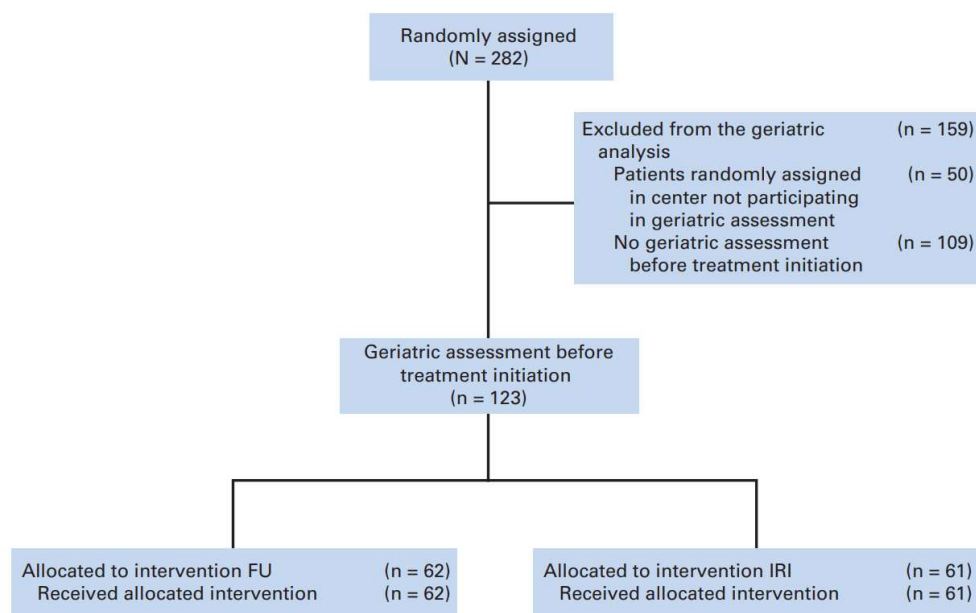 Randomly assigned
(N = 282)
Excluded from the geriatric (n = 159)
analysis
Patients randomly assigned (n = 50)
in center not participating
in geriatric assessment
No geriatric assessment (n = 109)
before treatment initiation
Geriatric assessment before
treatment initiation
(n = 123)
Allocated to intervention FU (n = 62)
Received allocated intervention (n = 62)
Allocated to intervention IRI (n = 61)
Received allocated intervention (n = 61)